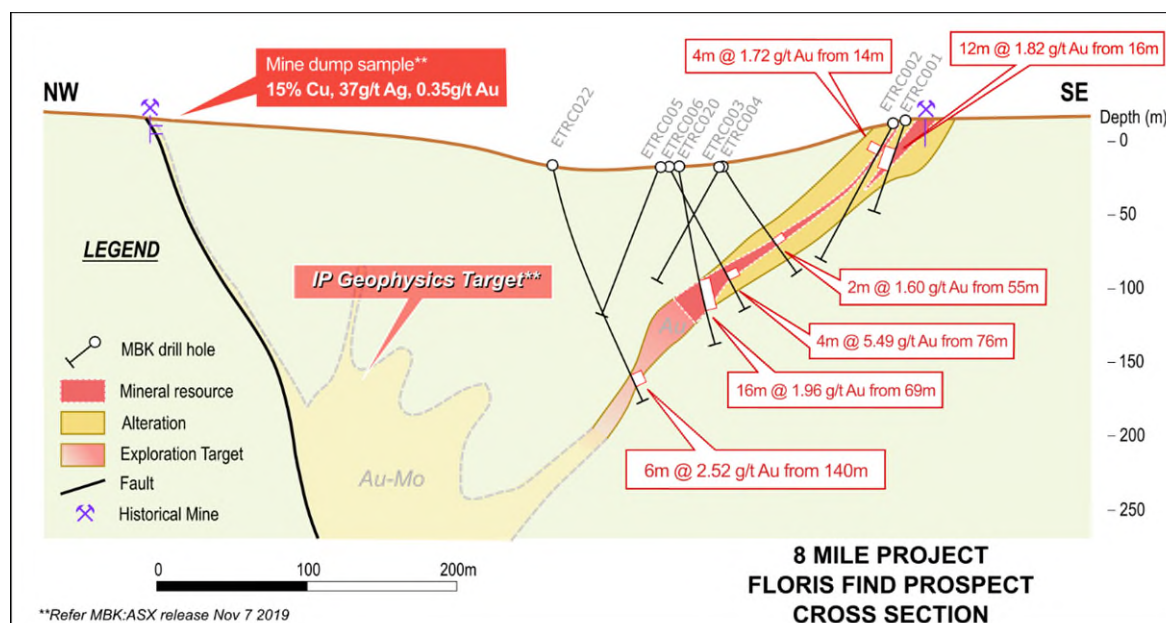 Mine dump sample**
15% Cu, 37g/t Ag, 0.35g/t Au
4m @ 1.72 g/t Au from 14m
12m @ 1.82 g/t Au from 16m
NW
SE
ETRC022
ETRC005
ETRC006
ETRC020
ETRC003
ETRC004
ETRC002
ETRC001
Depth (m)
– 0
– 50
– 100
– 150
– 200
– 250
LEGEND
IP Geophysics Target**
MBK drill hole
Mineral resource
Alteration
Exploration Target
Fault
Historical Mine
Au
Au-Mo
2m @ 1.60 g/t Au from 55m
4m @ 5.49 g/t Au from 76m
16m @ 1.96 g/t Au from 69m
6m @ 2.52 g/t Au from 140m
0
100
200m
8 MILE PROJECT
FLORIS FIND PROSPECT
CROSS SECTION
**Refer MBK:ASX release Nov 7 2019